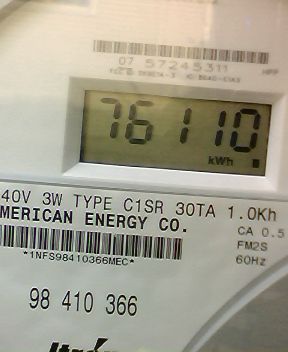 07 57245311
76110
kWh
40V 3W TYPE C1SR 30TA 1.0Kh
MERICAN ENERGY CO.
CA 0.5
FM2S
*1NFS98410366MEC*
60Hz
98 410 366
Itron